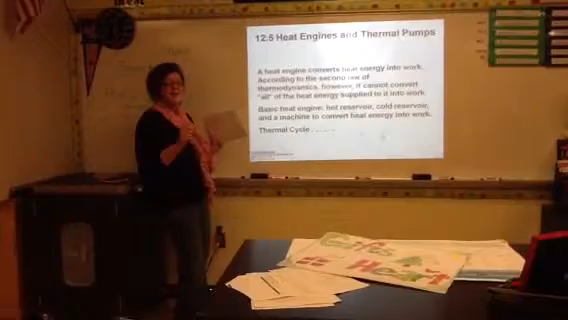 12.5 Heat Engines and Thermal Pumps
A heat engine converts heat energy into work.
According to the second law of
thermodynamics, however, it cannot convert
*all* of the heat energy supplied to it into work.
Basic heat engine: hot reservoir, cold reservoir,
and a machine to convert heat energy into work.
Thermal Cycle
Gifts
Heart